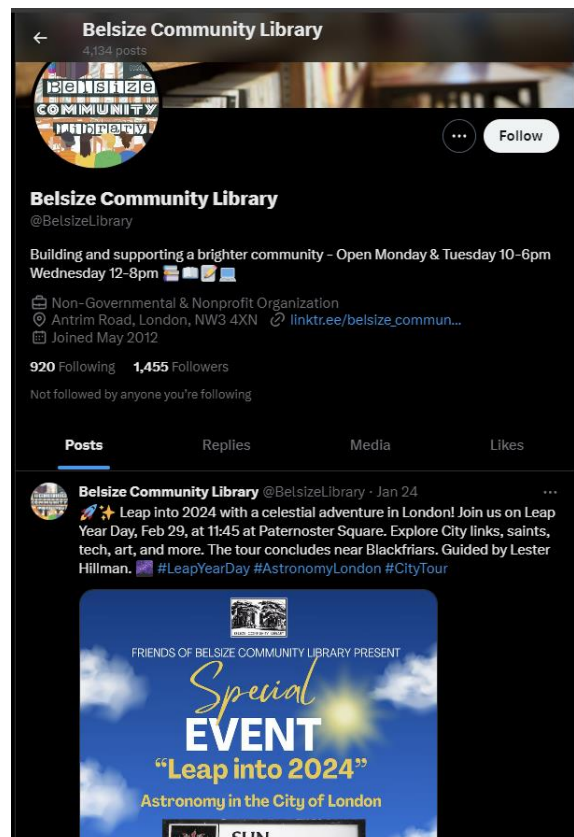 Belsize Community Library
4,134 posts
Belsize
COMMUNITY
Library
Follow
Belsize Community Library
@BelsizeLibrary
Building and supporting a brighter community – Open Monday & Tuesday 10-6pm
Wednesday 12-8pm 📚📖📝💻
Non-Governmental & Nonprofit Organization
Antrim Road, London, NW3 4XN linktr.ee/belsize_commun...
Joined May 2012
920 Following 1,455 Followers
Not followed by anyone you're following
Posts Replies Media Likes
Belsize Community Library @BelsizeLibrary · Jan 24
🚀✨ Leap into 2024 with a celestial adventure in London! Join us on Leap
Year Day, Feb 29, at 11:45 at Paternoster Square. Explore City links, saints,
tech, art, and more. The tour concludes near Blackfriars. Guided by Lester
Hillman. 🌌 #LeapYearDay #AstronomyLondon #CityTour
FRIENDS OF BELSIZE COMMUNITY LIBRARY PRESENT
Special
EVENT
“Leap into 2024”
Astronomy in the City of London
SUN